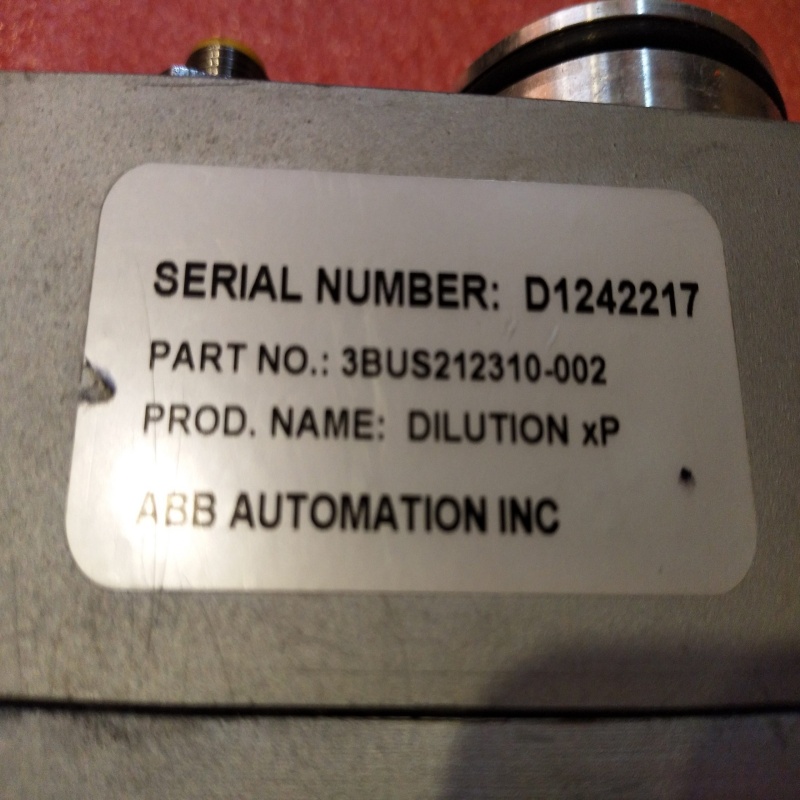 SERIAL NUMBER: D1242217
PART NO.: 3BUS212310-002
PROD. NAME: DILUTION xP
ABB AUTOMATION INC